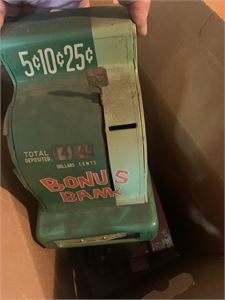 5¢10¢25¢
TOTAL
DEPOSITED
DOLLARS CENTS
BONUS
BANK